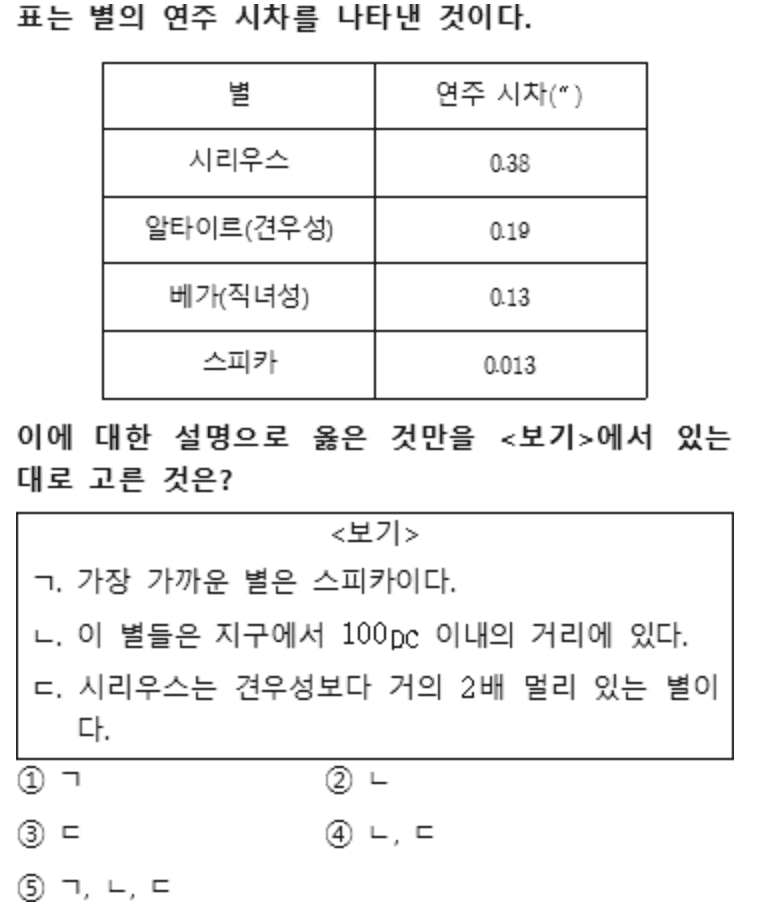 표는 별의 연주 시차를 나타낸 것이다.
별 연주 시차(″)
시리우스 0.38
알타이르(견우성) 0.19
베가(직녀성) 0.13
스피카 0.013
이에 대한 설명으로 옳은 것만을 <보기>에서 있는
대로 고른 것은?
<보기>
ㄱ. 가장 가까운 별은 스피카이다.
ㄴ. 이 별들은 지구에서 100pc 이내의 거리에 있다.
ㄷ. 시리우스는 견우성보다 거의 2배 멀리 있는 별이
다.
① ㄱ ② ㄴ
③ ㄷ ④ ㄴ, ㄷ
⑤ ㄱ, ㄴ, ㄷ